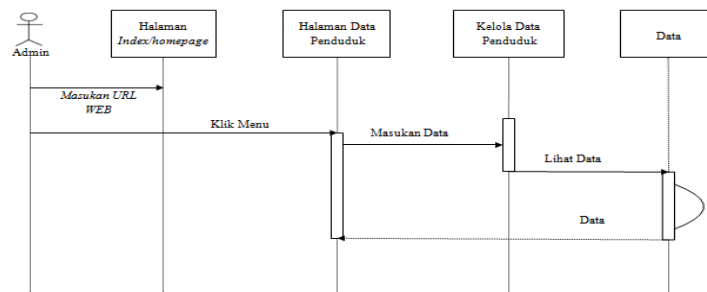 Halaman
Index/homepage
Halaman Data
Penduduk
Kelola Data
Penduduk
Data
Admin
Masukan URL
WEB
Klik Menu
Masukan Data
Lihat Data
Data